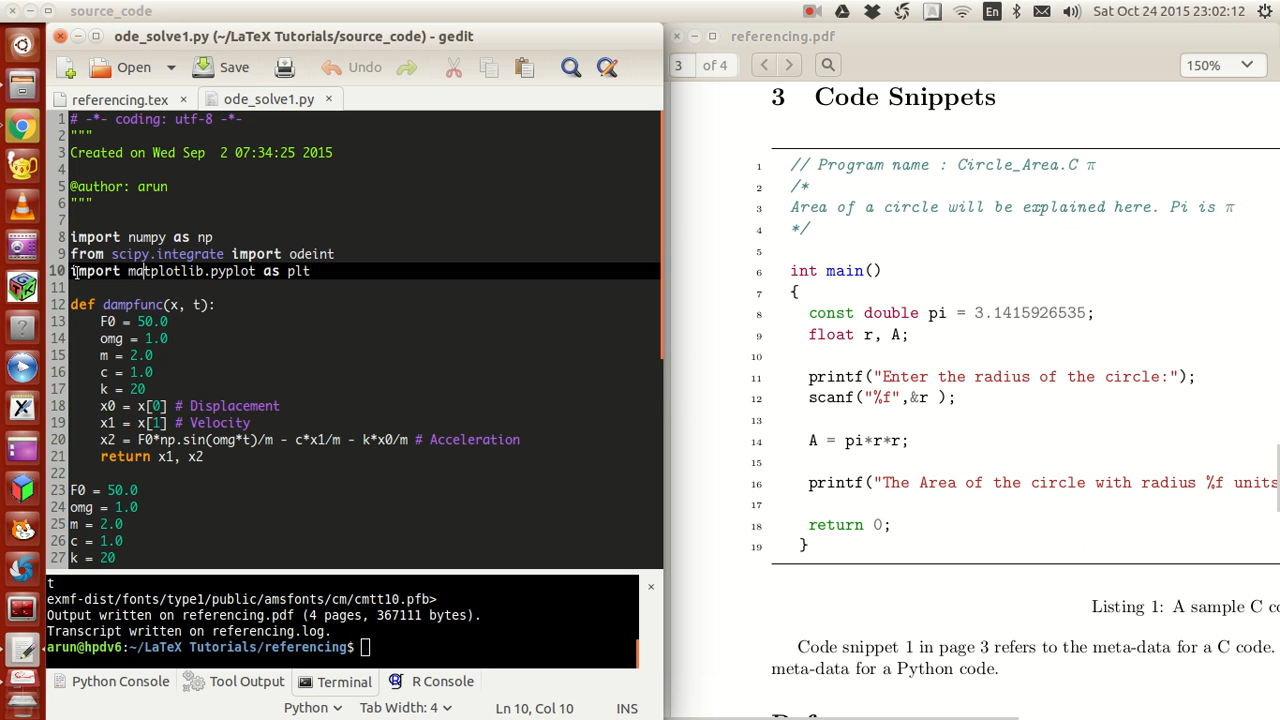 source_code
En
Sat Oct 24 2015 23:02:12
ode_solve1.py (~/LaTeX Tutorials/source_code) - gedit
Open
Save
Undo
referencing.tex ×
ode_solve1.py ×
1 # -*- coding: utf-8 -*-
2 """
3 Created on Wed Sep  2 07:34:25 2015
4
5 @author: arun
6 """
7
8 import numpy as np
9 from scipy.integrate import odeint
10 import matplotlib.pyplot as plt
11
12 def dampfunc(x, t):
13     F0 = 50.0
14     omg = 1.0
15     m = 2.0
16     c = 1.0
17     k = 20
18     x0 = x[0] # Displacement
19     x1 = x[1] # Velocity
20     x2 = F0*np.sin(omg*t)/m - c*x1/m - k*x0/m # Acceleration
21     return x1, x2
22
23 F0 = 50.0
24 omg = 1.0
25 m = 2.0
26 c = 1.0
27 k = 20
t
exmf-dist/fonts/type1/public/amsfonts/cm/cmtt10.pfb>
Output written on referencing.pdf (4 pages, 367111 bytes).
Transcript written on referencing.log.
arun@hpdv6:~/LaTeX Tutorials/referencing$
Python Console
Tool Output
Terminal
R Console
Python
Tab Width: 4
Ln 10, Col 10
INS
referencing.pdf
3 of 4
150%
3 Code Snippets
1 // Program name : Circle_Area.C π
2 /*
3 Area of a circle will be explained here. Pi is π
4 */
5
6 int main()
7 {
8   const double pi = 3.1415926535;
9   float r, A;
10
11   printf("Enter the radius of the circle:");
12   scanf("%f",&r );
13
14   A = pi*r*r;
15
16   printf("The Area of the circle with radius %f units
17
18   return 0;
19 }
Listing 1: A sample C co
Code snippet 1 in page 3 refers to the meta-data for a C code.
meta-data for a Python code.